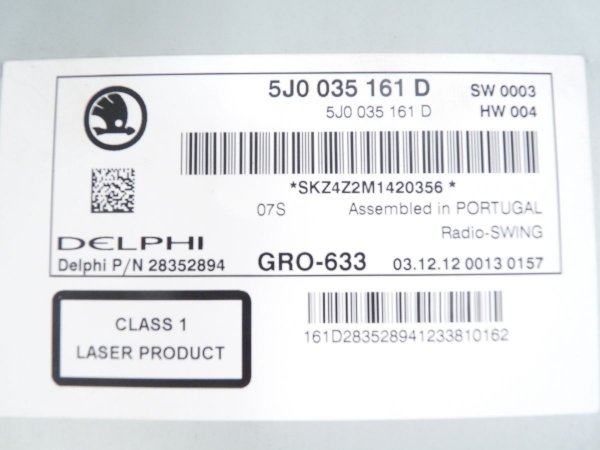 5J0 035 161 D SW 0003
5J0 035 161 D HW 004
*SKZ4Z2M1420356 *
07S Assembled in PORTUGAL
Radio-SWING
DELPHI
Delphi P/N 28352894 GRO-633 03.12.12 0013 0157
CLASS 1
LASER PRODUCT
161D283528941233810162